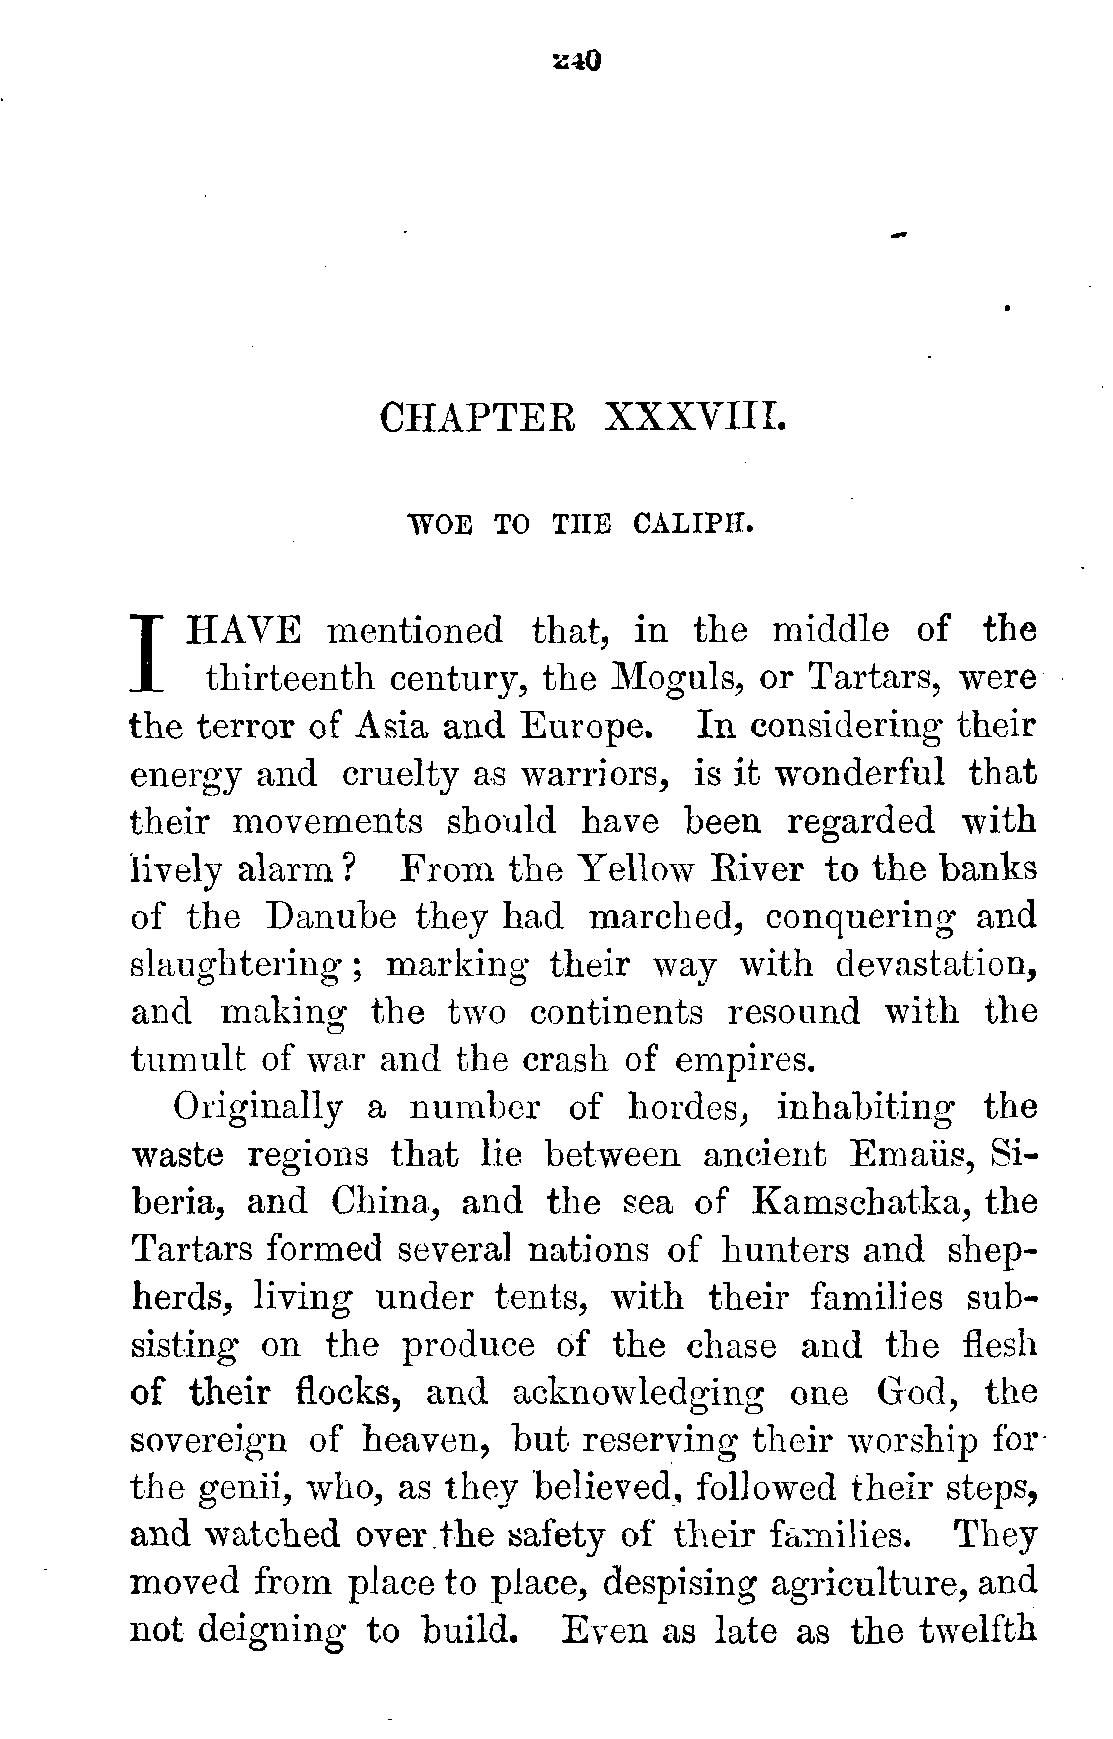 240
CHAPTER XXXVIII.
WOE TO THE CALIPH.
I HAVE mentioned that, in the middle of the
thirteenth century, the Moguls, or Tartars, were
the terror of Asia and Europe. In considering their
energy and cruelty as warriors, is it wonderful that
their movements should have been regarded with
lively alarm? From the Yellow River to the banks
of the Danube they had marched, conquering and
slaughtering; marking their way with devastation,
and making the two continents resound with the
tumult of war and the crash of empires.
Originally a number of hordes, inhabiting the
waste regions that lie between ancient Emaüs, Si-
beria, and China, and the sea of Kamschatka, the
Tartars formed several nations of hunters and shep-
herds, living under tents, with their families sub-
sisting on the produce of the chase and the flesh
of their flocks, and acknowledging one God, the
sovereign of heaven, but reserving their worship for
the genii, who, as they believed, followed their steps,
and watched over the safety of their families. They
moved from place to place, despising agriculture, and
not deigning to build. Even as late as the twelfth